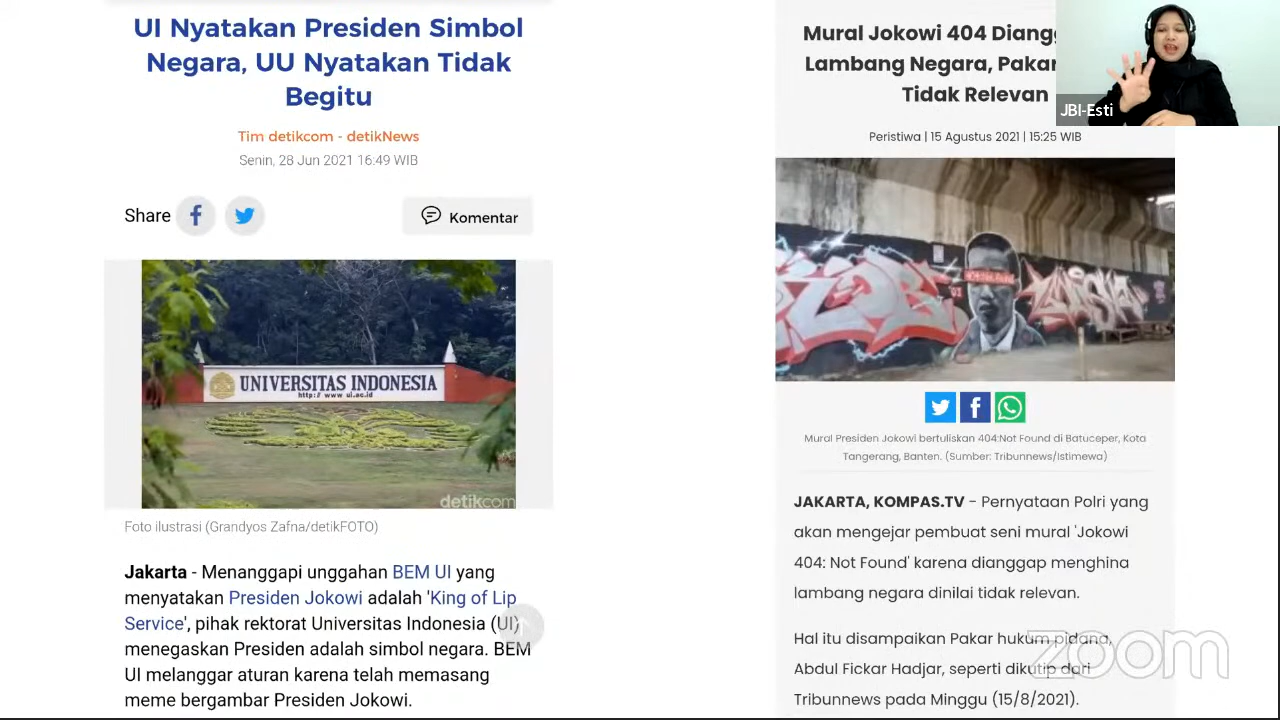 UI Nyatakan Presiden Simbol
Negara, UU Nyatakan Tidak
Begitu
Tim detikcom - detikNews
Senin, 28 Jun 2021 16:49 WIB
Share
Komentar
UNIVERSITAS INDONESIA
http:// www ui.ac.id
detikcom
Foto ilustrasi (Grandyos Zafna/detikFOTO)
Jakarta - Menanggapi unggahan BEM UI yang
menyatakan Presiden Jokowi adalah 'King of Lip
Service', pihak rektorat Universitas Indonesia (UI)
menegaskan Presiden adalah simbol negara. BEM
UI melanggar aturan karena telah memasang
meme bergambar Presiden Jokowi.
Mural Jokowi 404
Lambang Negara,
Tidak Relevan
JBI-Esti
Peristiwa | 15 Agustus 2021 | 15:25 WIB
Mural Presiden Jokowi bertuliskan 404:Not Found di Batuceper, Kota
Tangerang, Banten. (Sumber: Tribunnews/Istimewa)
JAKARTA, KOMPAS.TV - Pernyataan Polri yang
akan mengejar pembuat seni mural 'Jokowi
404: Not Found' karena dianggap menghina
lambang negara dinilai tidak relevan.
Hal itu disampaikan Pakar hukum pidana,
Abdul Fickar Hadjar, seperti dikutip dari
Tribunnews pada Minggu (15/8/2021).
zoom